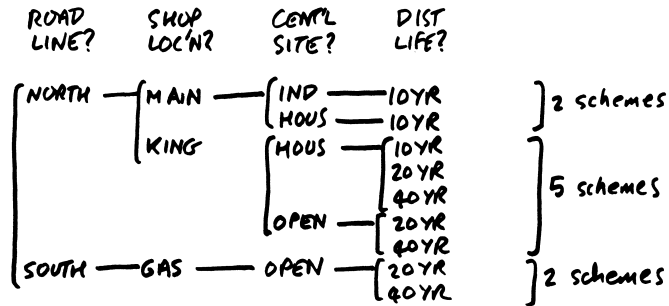 ROAD SHOP CENT'L DIST
LINE? LOC'N? SITE? LIFE?
NORTH MAIN IND 10YR 2 schemes
HOUS 10YR
KING HOUS 10YR 5 schemes
20YR
40YR
OPEN 20YR
40YR
SOUTH GAS OPEN 20YR 2 schemes
40YR